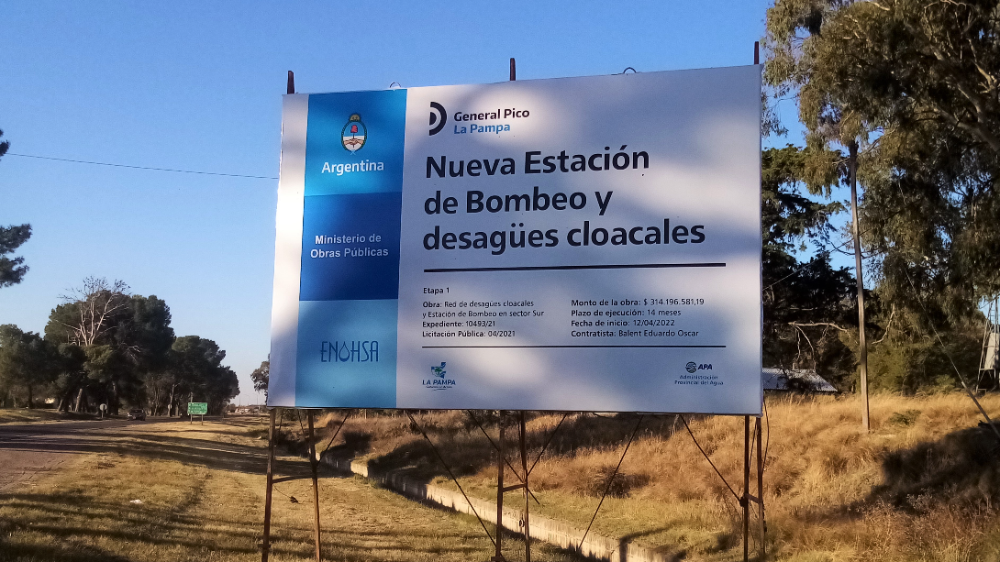 Argentina
Ministerio de
Obras Públicas
ENOHSA
General Pico
La Pampa
Nueva Estación
de Bombeo y
desagües cloacales
Etapa 1
Obra: Red de desagües cloacales
y Estación de Bombeo en sector Sur
Expediente: 10493/21
Licitación Pública: 04/2021
Monto de la obra: $ 314.196.581,19
Plazo de ejecución: 14 meses
Fecha de inicio: 12/04/2022
Contratista: Balent Eduardo Oscar
LA PAMPA
APA
Administración
Provincial del Agua